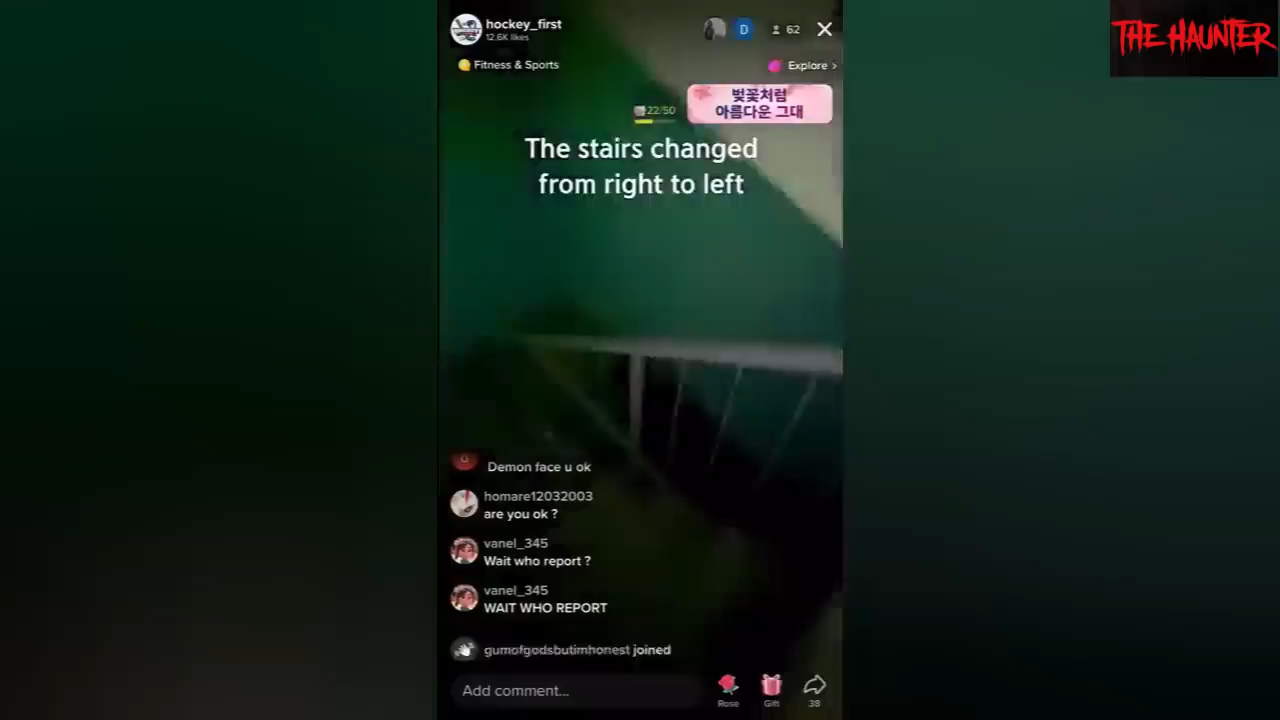 THE HAUNTER
hockey_first
12.6K likes
D
62
Fitness & Sports
Explore >
22/50
벚꽃처럼
아름다운 그대
The stairs changed
from right to left
Demon face u ok
homare12032003
are you ok ?
vanel_345
Wait who report ?
vanel_345
WAIT WHO REPORT
gumofgodsbutimhonest joined
Add comment...
Rose
Gift
38